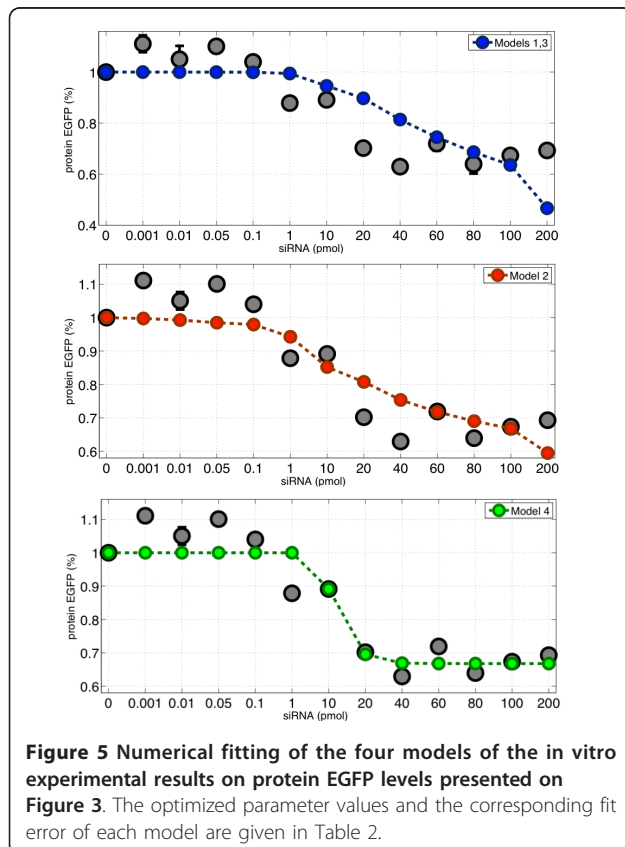 Models 1,3
protein EGFP (%)
1
0.8
0.6
0.4
0 0.001 0.01 0.05 0.1 1 10 20 40 60 80 100 200
siRNA (pmol)
Model 2
protein EGFP (%)
1.1
1
0.9
0.8
0.7
0.6
0 0.001 0.01 0.05 0.1 1 10 20 40 60 80 100 200
siRNA (pmol)
Model 4
protein EGFP (%)
1.1
1
0.9
0.8
0.7
0.6
0 0.001 0.01 0.05 0.1 1 10 20 40 60 80 100 200
siRNA (pmol)
Figure 5 Numerical fitting of the four models of the in vitro
experimental results on protein EGFP levels presented on
Figure 3. The optimized parameter values and the corresponding fit
error of each model are given in Table 2.